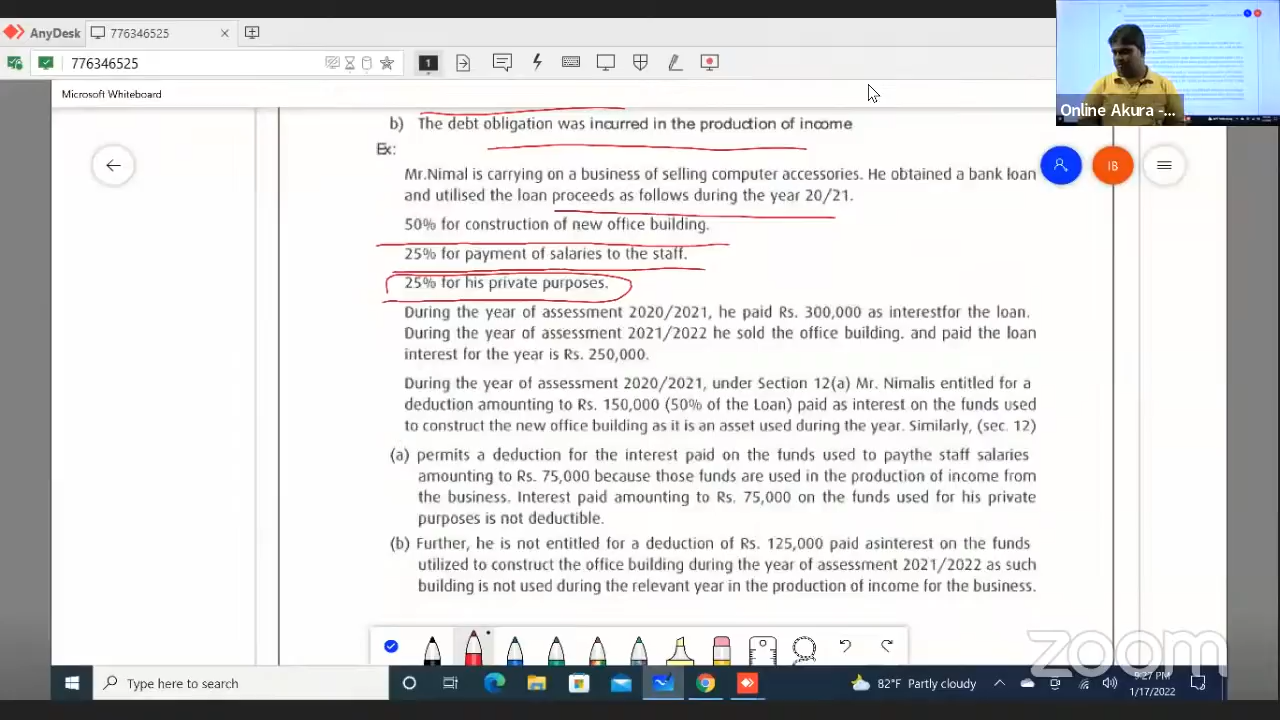 AnyDesk
776346525
776346525
1
Microsoft Whiteboard
Online Akura -...
b) The debt obligation was incurred in the production of income
Ex:
Mr.Nimal is carrying on a business of selling computer accessories. He obtained a bank loan
and utilised the loan proceeds as follows during the year 20/21.
50% for construction of new office building.
25% for payment of salaries to the staff.
25% for his private purposes.
During the year of assessment 2020/2021, he paid Rs. 300,000 as interestfor the loan.
During the year of assessment 2021/2022 he sold the office building. and paid the loan
interest for the year is Rs. 250,000.
During the year of assessment 2020/2021, under Section 12(a) Mr. Nimalis entitled for a
deduction amounting to Rs. 150,000 (50% of the Loan) paid as interest on the funds used
to construct the new office building as it is an asset used during the year. Similarly, (sec. 12)
(a) permits a deduction for the interest paid on the funds used to paythe staff salaries
amounting to Rs. 75,000 because those funds are used in the production of income from
the business. Interest paid amounting to Rs. 75,000 on the funds used for his private
purposes is not deductible.
(b) Further, he is not entitled for a deduction of Rs. 125,000 paid asinterest on the funds
utilized to construct the office building during the year of assessment 2021/2022 as such
building is not used during the relevant year in the production of income for the business.
IB
zoom
Type here to search
82°F Partly cloudy
9:27 PM
1/17/2022